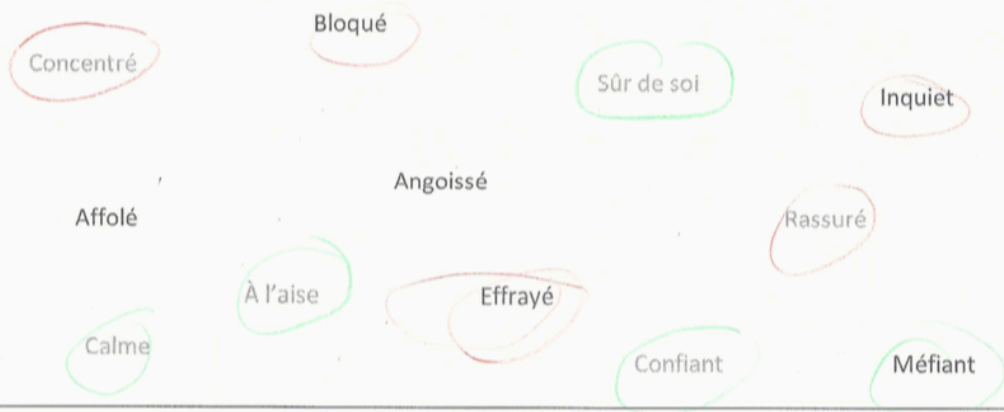 Bloqué
Concentré
Sûr de soi
Inquiet
Angoissé
Affolé
Rassuré
À l'aise
Effrayé
Calme
Confiant
Méfiant